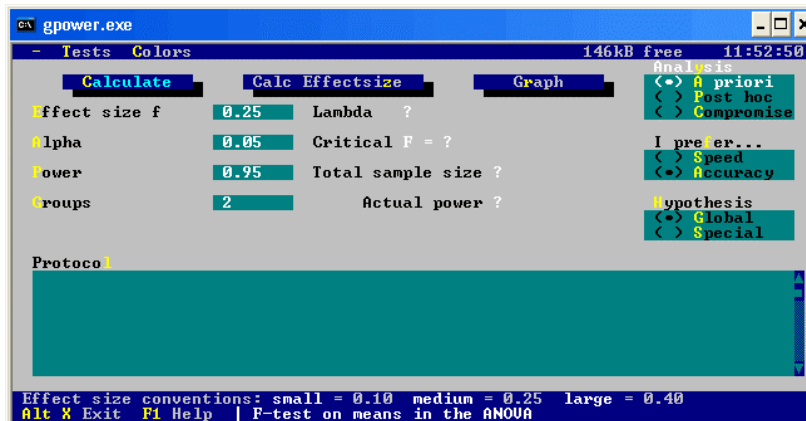 gpower.exe
- Tests Colors 146kB free 11:52:50
Calculate Calc Effectsize Graph
Analysis
(•) A priori
( ) Post hoc
( ) Compromise
Effect size f 0.25 Lambda ?
Alpha 0.05 Critical F = ?
Power 0.95 Total sample size ?
Groups 2 Actual power ?
I prefer...
( ) Speed
(•) Accuracy
Hypothesis
(•) Global
( ) Special
Protocol
Effect size conventions: small = 0.10 medium = 0.25 large = 0.40
Alt X Exit F1 Help | F-test on means in the ANOVA